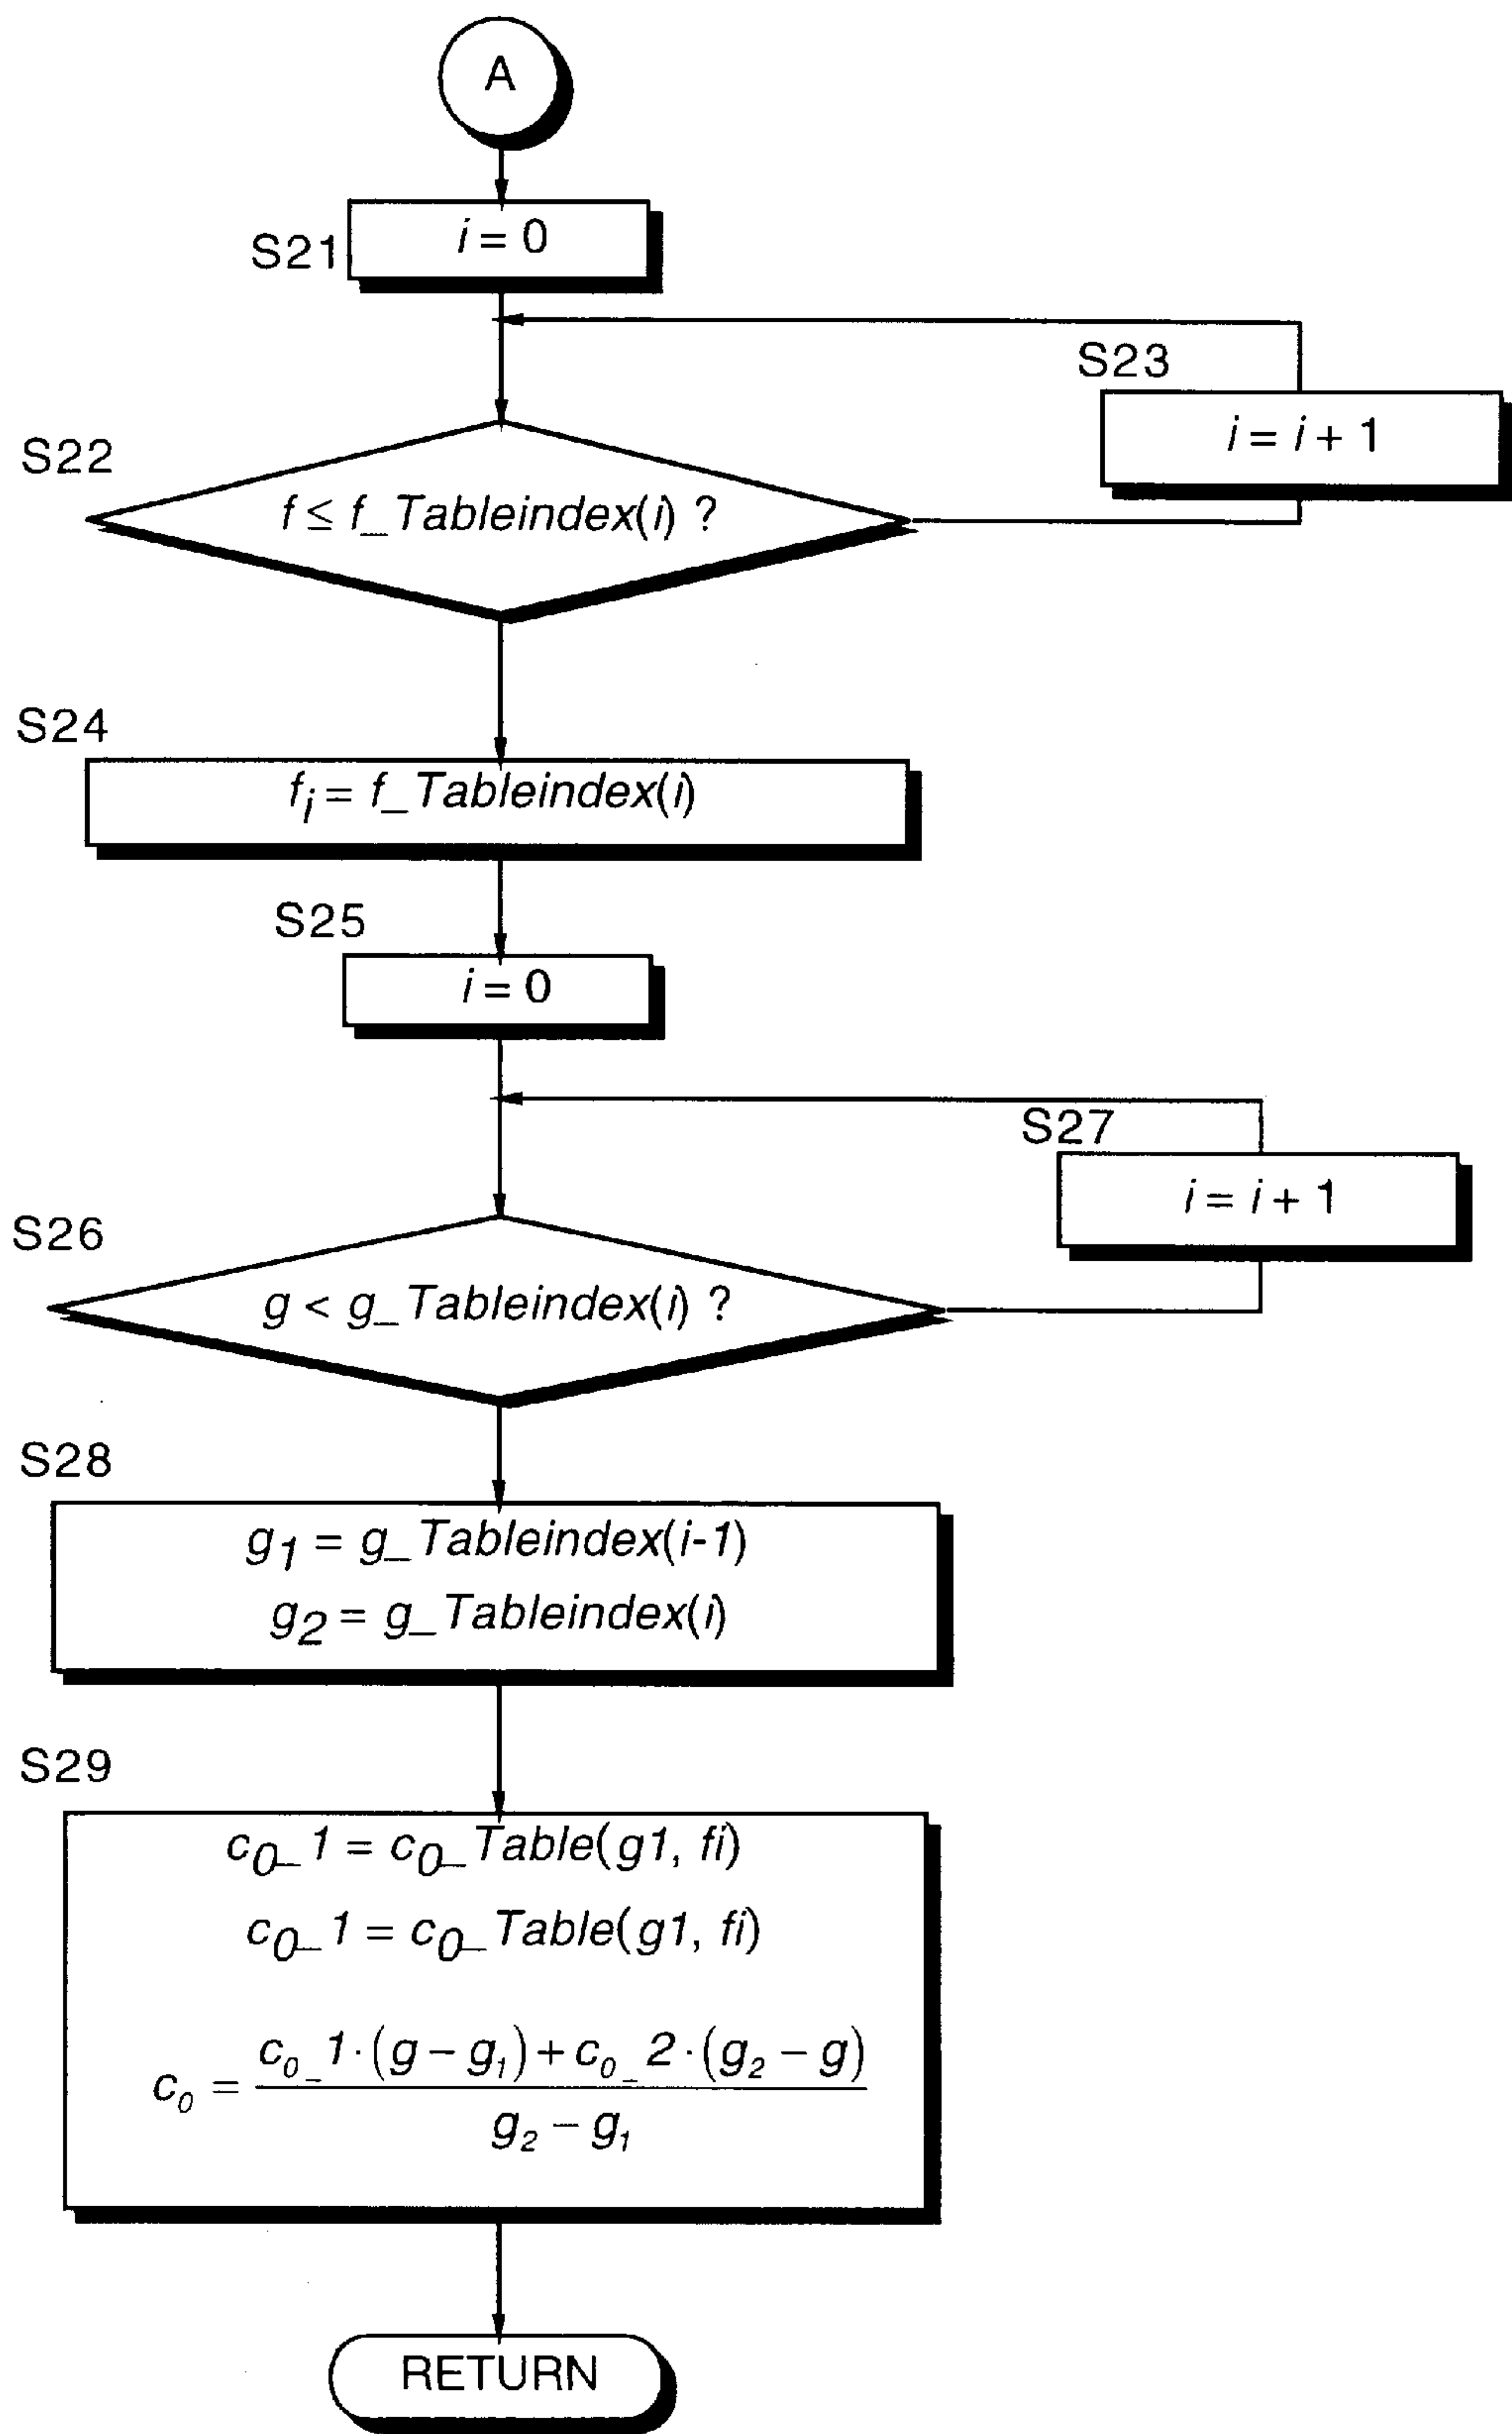 A
S21
i = 0
S23
i = i + 1
S22
f ≤ f_Tableindex(i) ?
S24
fi = f_Tableindex(i)
S25
i = 0
S27
i = i + 1
S26
g < g_Tableindex(i) ?
S28
g1 = g_Tableindex(i-1)
g2 = g_Tableindex(i)
S29
c0_1 = c0_Table(g1, fi)
c0_1 = c0_Table(g1, fi)
c0 = c0_1·(g – g1) + c0_2·(g2 – g)
g2 – g1
RETURN